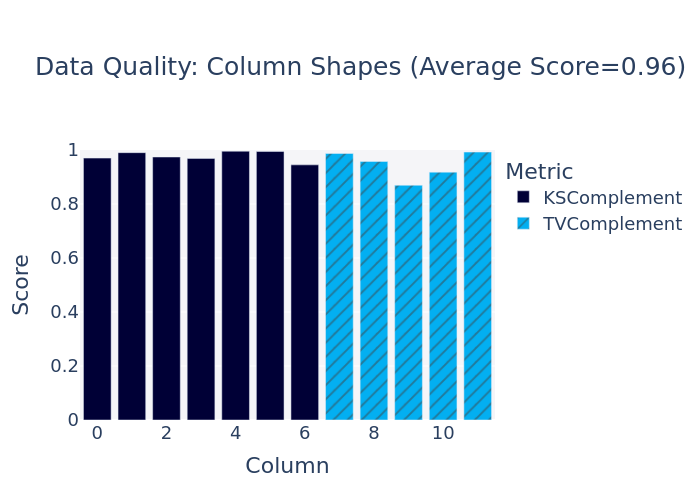 Data Quality: Column Shapes (Average Score=0.96)
1
0.8
0.6
0.4
0.2
0
Score
0 2 4 6 8 10
Column
Metric
KSComplement
TVComplement